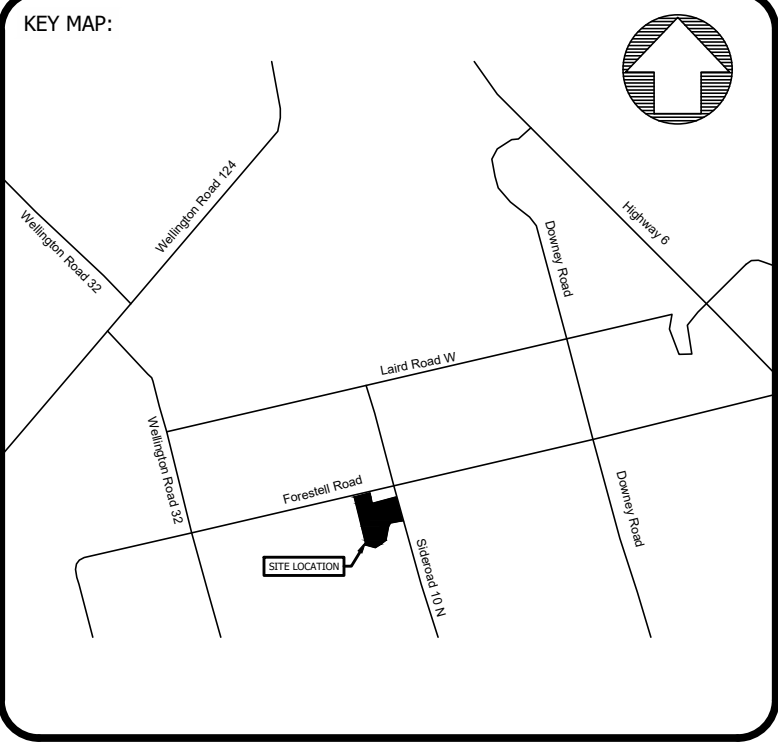 KEY MAP:
Wellington Road 124
Wellington Road 32
Highway 6
Downey Road
Laird Road W
Wellington Road 32
Forestell Road
Downey Road
SITE LOCATION
Sideroad 10 N